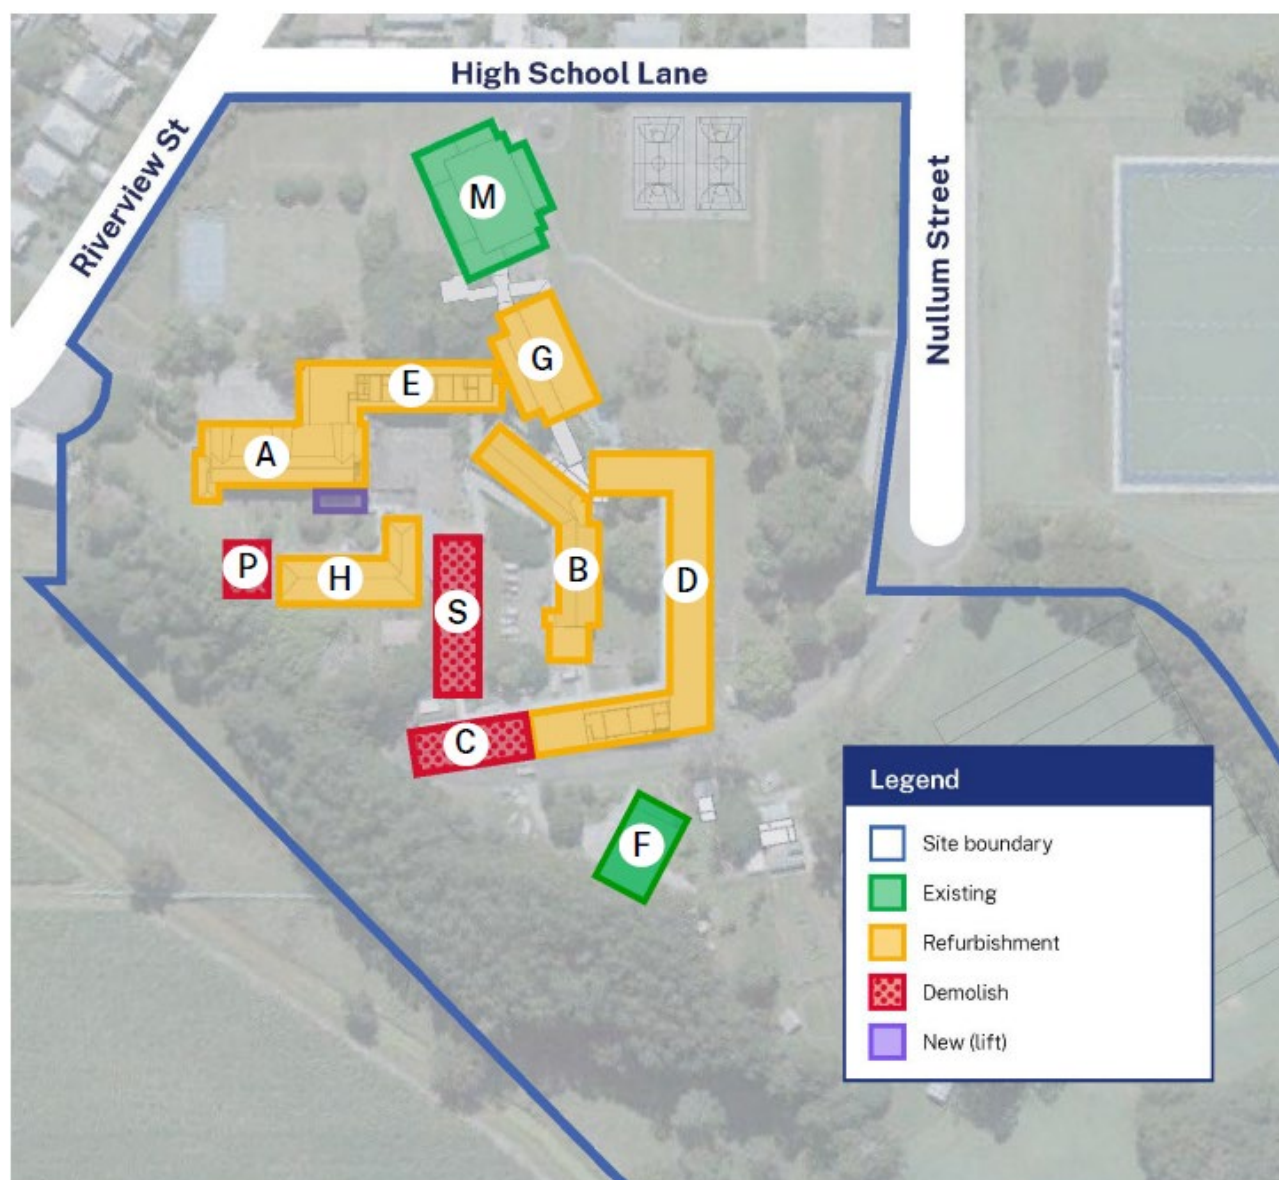 High School Lane
Riverview St
Nullum Street
M
G
E
A
P
H
S
B
D
C
F
Legend
Site boundary
Existing
Refurbishment
Demolish
New (lift)